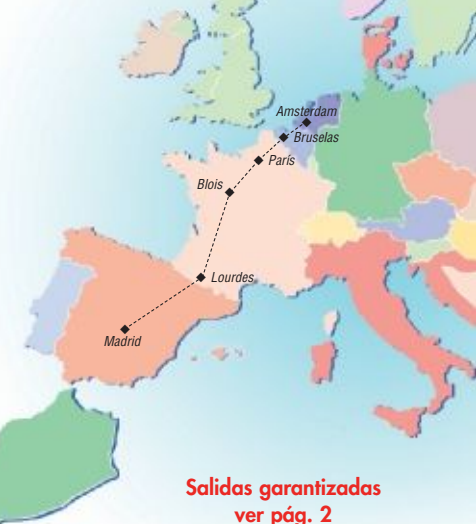 Amsterdam
Bruselas
París
Blois
Lourdes
Madrid
Salidas garantizadas
ver pág. 2